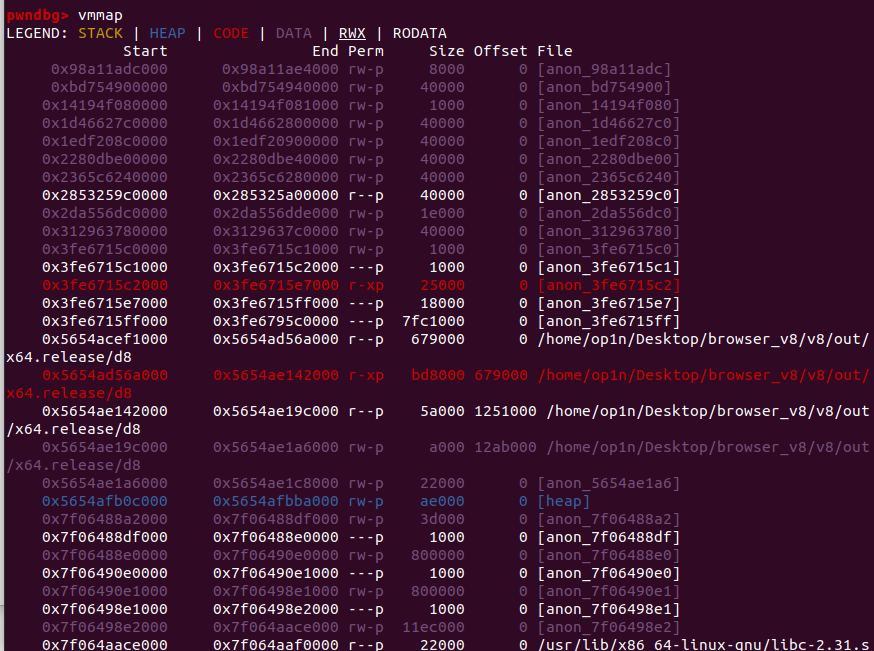 pwndbg> vmmap
LEGEND: STACK | HEAP | CODE | DATA | RWX | RODATA
Start End Perm Size Offset File
0x98a11adc000 0x98a11ae4000 rw-p 8000 0 [anon_98a11adc]
0xbd754900000 0xbd754940000 rw-p 40000 0 [anon_bd754900]
0x14194f080000 0x14194f081000 rw-p 1000 0 [anon_14194f080]
0x1d46627c0000 0x1d4662800000 rw-p 40000 0 [anon_1d46627c0]
0x1edf208c0000 0x1edf20900000 rw-p 40000 0 [anon_1edf208c0]
0x2280dbe00000 0x2280dbe40000 rw-p 40000 0 [anon_2280dbe00]
0x2365c6240000 0x2365c6280000 rw-p 40000 0 [anon_2365c6240]
0x2853259c0000 0x285325a00000 r--p 40000 0 [anon_2853259c0]
0x2da556dc0000 0x2da556dde000 rw-p 1e000 0 [anon_2da556dc0]
0x312963780000 0x3129637c0000 rw-p 40000 0 [anon_312963780]
0x3fe6715c0000 0x3fe6715c1000 rw-p 1000 0 [anon_3fe6715c0]
0x3fe6715c1000 0x3fe6715c2000 ---p 1000 0 [anon_3fe6715c1]
0x3fe6715c2000 0x3fe6715e7000 r-xp 25000 0 [anon_3fe6715c2]
0x3fe6715e7000 0x3fe6715ff000 ---p 18000 0 [anon_3fe6715e7]
0x3fe6715ff000 0x3fe6795c0000 ---p 7fc1000 0 [anon_3fe6715ff]
0x5654acef1000 0x5654ad56a000 r--p 679000 0 /home/op1n/Desktop/browser_v8/v8/out/
x64.release/d8
0x5654ad56a000 0x5654ae142000 r-xp bd8000 679000 /home/op1n/Desktop/browser_v8/v8/out/
x64.release/d8
0x5654ae142000 0x5654ae19c000 r--p 5a000 1251000 /home/op1n/Desktop/browser_v8/v8/out
/x64.release/d8
0x5654ae19c000 0x5654ae1a6000 rw-p a000 12ab000 /home/op1n/Desktop/browser_v8/v8/out
/x64.release/d8
0x5654ae1a6000 0x5654ae1c8000 rw-p 22000 0 [anon_5654ae1a6]
0x5654afb0c000 0x5654afbba000 rw-p ae000 0 [heap]
0x7f06488a2000 0x7f06488df000 rw-p 3d000 0 [anon_7f06488a2]
0x7f06488df000 0x7f06488e0000 ---p 1000 0 [anon_7f06488df]
0x7f06488e0000 0x7f06490e0000 rw-p 800000 0 [anon_7f06488e0]
0x7f06490e0000 0x7f06490e1000 ---p 1000 0 [anon_7f06490e0]
0x7f06490e1000 0x7f06498e1000 rw-p 800000 0 [anon_7f06490e1]
0x7f06498e1000 0x7f06498e2000 ---p 1000 0 [anon_7f06498e1]
0x7f06498e2000 0x7f064aace000 rw-p 11ec000 0 [anon_7f06498e2]
0x7f064aace000 0x7f064aaf0000 r--p 22000 0 /usr/lib/x86_64-linux-gnu/libc-2.31.s